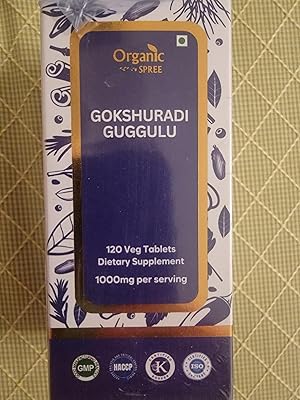 Organic
SPREE
GOKSHURADI
GUGGULU
120 Veg Tablets
Dietary Supplement
1000mg per serving
GMP
HACCP
K
ISO